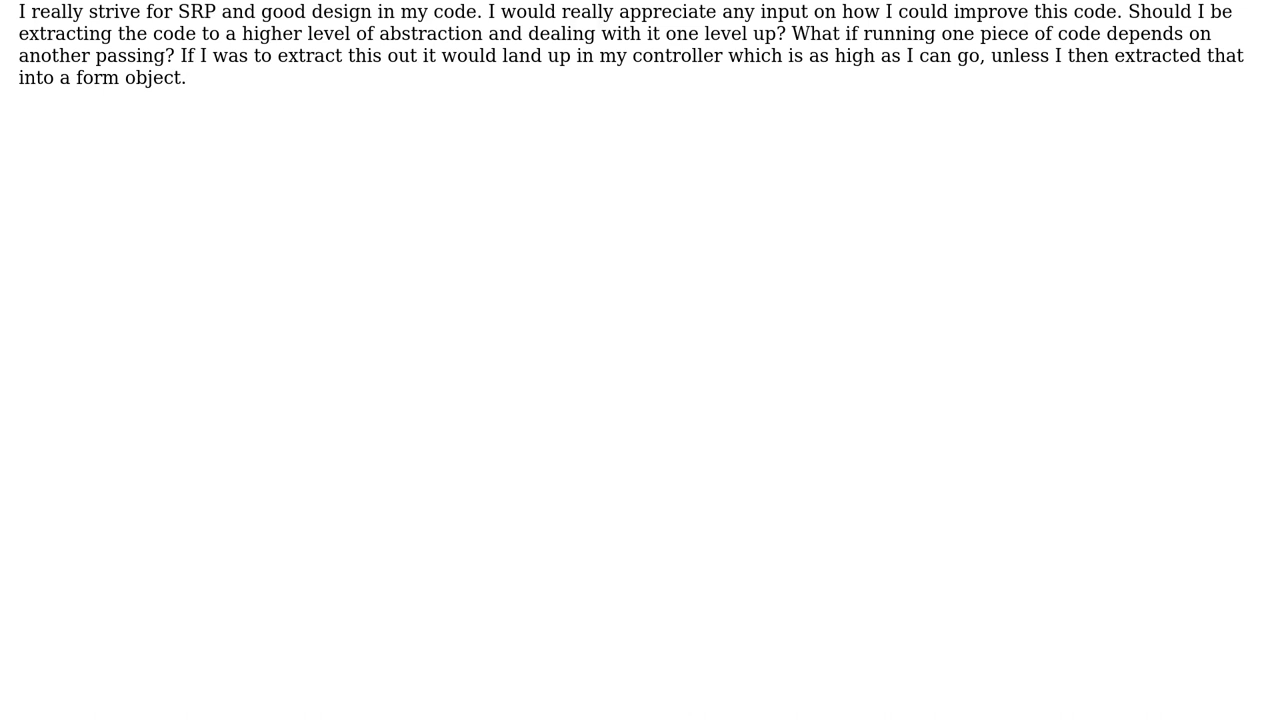 I really strive for SRP and good design in my code. I would really appreciate any input on how I could improve this code. Should I be
extracting the code to a higher level of abstraction and dealing with it one level up? What if running one piece of code depends on
another passing? If I was to extract this out it would land up in my controller which is as high as I can go, unless I then extracted that
into a form object.